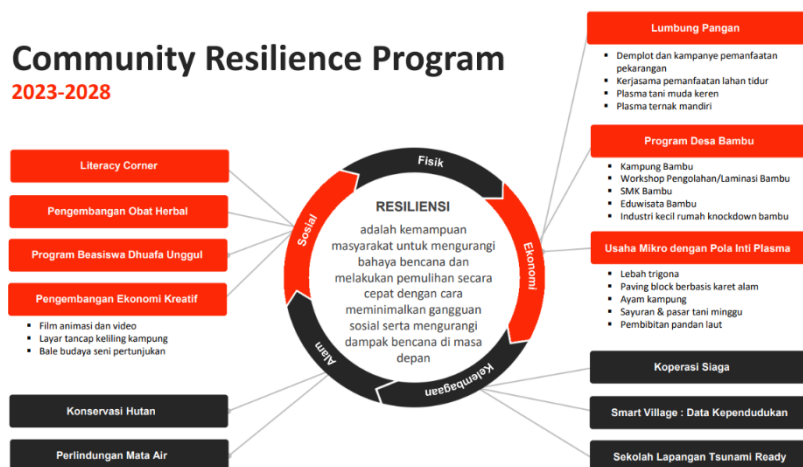 Community Resilience Program
2023-2028
Literacy Corner
Pengembangan Obat Herbal
Program Beasiswa Dhuafa Unggul
Pengembangan Ekonomi Kreatif
▪ Film animasi dan video
▪ Layar tancap keliling kampung
▪ Bale budaya seni pertunjukan
Konservasi Hutan
Perlindungan Mata Air
Fisik
Ekonomi
Kelembagaan
Alam
Sosial
RESILIENSI
adalah kemampuan
masyarakat untuk mengurangi
bahaya bencana dan
melakukan pemulihan secara
cepat dengan cara
meminimalkan gangguan
sosial serta mengurangi
dampak bencana di masa
depan
Lumbung Pangan
▪ Demplot dan kampanye pemanfaatan
pekarangan
▪ Kerjasama pemanfaatan lahan tidur
▪ Plasma tani muda keren
▪ Plasma ternak mandiri
Program Desa Bambu
▪ Kampung Bambu
▪ Workshop Pengolahan/Laminasi Bambu
▪ SMK Bambu
▪ Eduwisata Bambu
▪ Industri kecil rumah knockdown bambu
Usaha Mikro dengan Pola Inti Plasma
▪ Lebah trigona
▪ Paving block berbasis karet alam
▪ Ayam kampung
▪ Sayuran & pasar tani minggu
▪ Pembibitan pandan laut
Koperasi Siaga
Smart Village : Data Kependudukan
Sekolah Lapangan Tsunami Ready